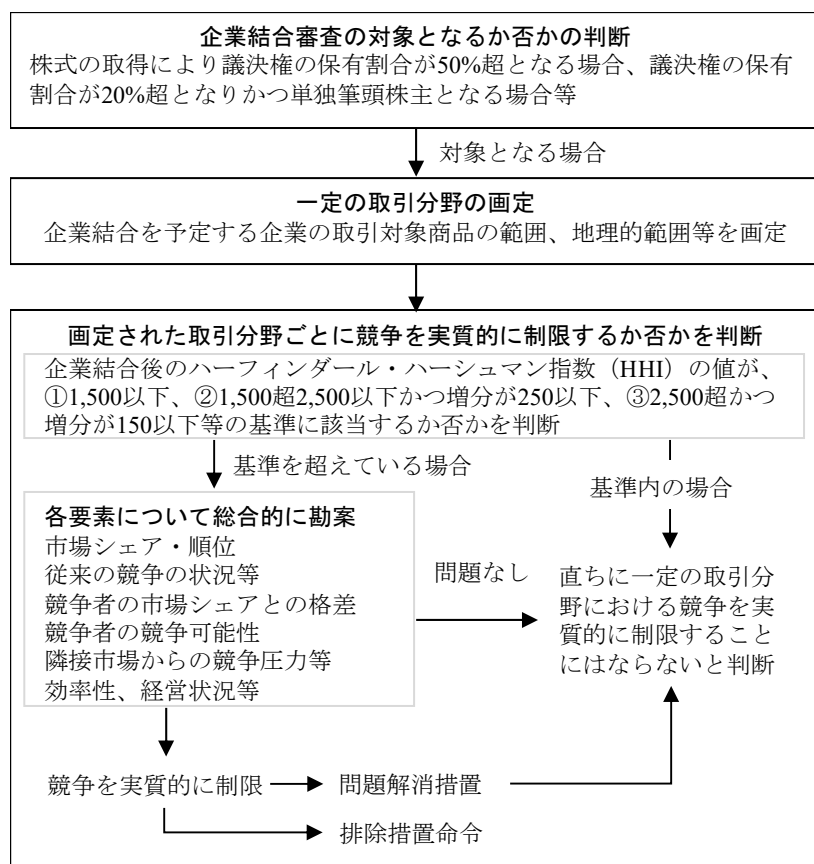 企業結合審査の対象となるか否かの判断
株式の取得により議決権の保有割合が50%超となる場合、議決権の保有
割合が20%超となりかつ単独筆頭株主となる場合等
対象となる場合
一定の取引分野の画定
企業結合を予定する企業の取引対象商品の範囲、地理的範囲等を画定
画定された取引分野ごとに競争を実質的に制限するか否かを判断
企業結合後のハーフィンダール・ハーシュマン指数（HHI）の値が、
①1,500以下、②1,500超2,500以下かつ増分が250以下、③2,500超かつ
増分が150以下等の基準に該当するか否かを判断
基準を超えている場合
基準内の場合
各要素について総合的に勘案
市場シェア・順位
従来の競争の状況等
競争者の市場シェアとの格差
競争者の競争可能性
隣接市場からの競争圧力等
効率性、経営状況等
問題なし
直ちに一定の取引分
野における競争を実
質的に制限すること
にはならないと判断
競争を実質的に制限
問題解消措置
排除措置命令